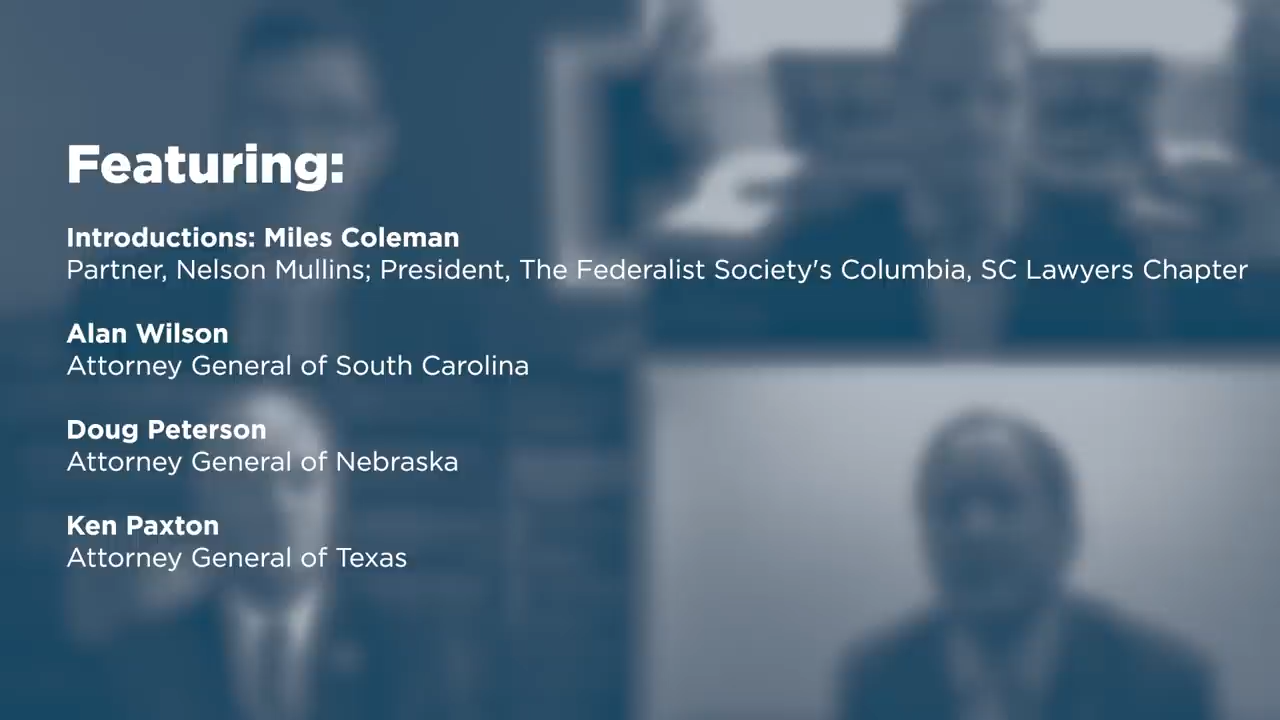 Featuring:
Introductions: Miles Coleman
Partner, Nelson Mullins; President, The Federalist Society's Columbia, SC Lawyers Chapter
Alan Wilson
Attorney General of South Carolina
Doug Peterson
Attorney General of Nebraska
Ken Paxton
Attorney General of Texas